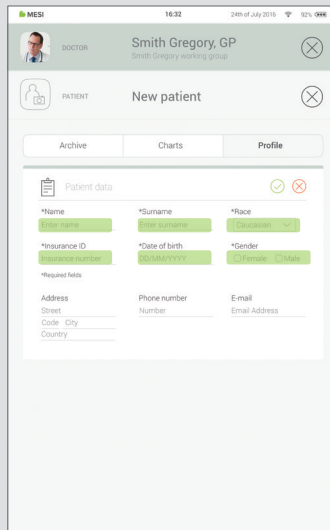 MESI 16:32 24th of July 2016 92%
DOCTOR Smith Gregory, GP
Smith Gregory working group
PATIENT New patient
Archive Charts Profile
Patient data
*Name *Surname *Race
Enter name Enter surname Caucasian
*Insurance ID *Date of birth *Gender
Insurance number DD/MM/YYYY Female Male
*Required fields
Address Phone number E-mail
Street Number Email Address
Code City
Country